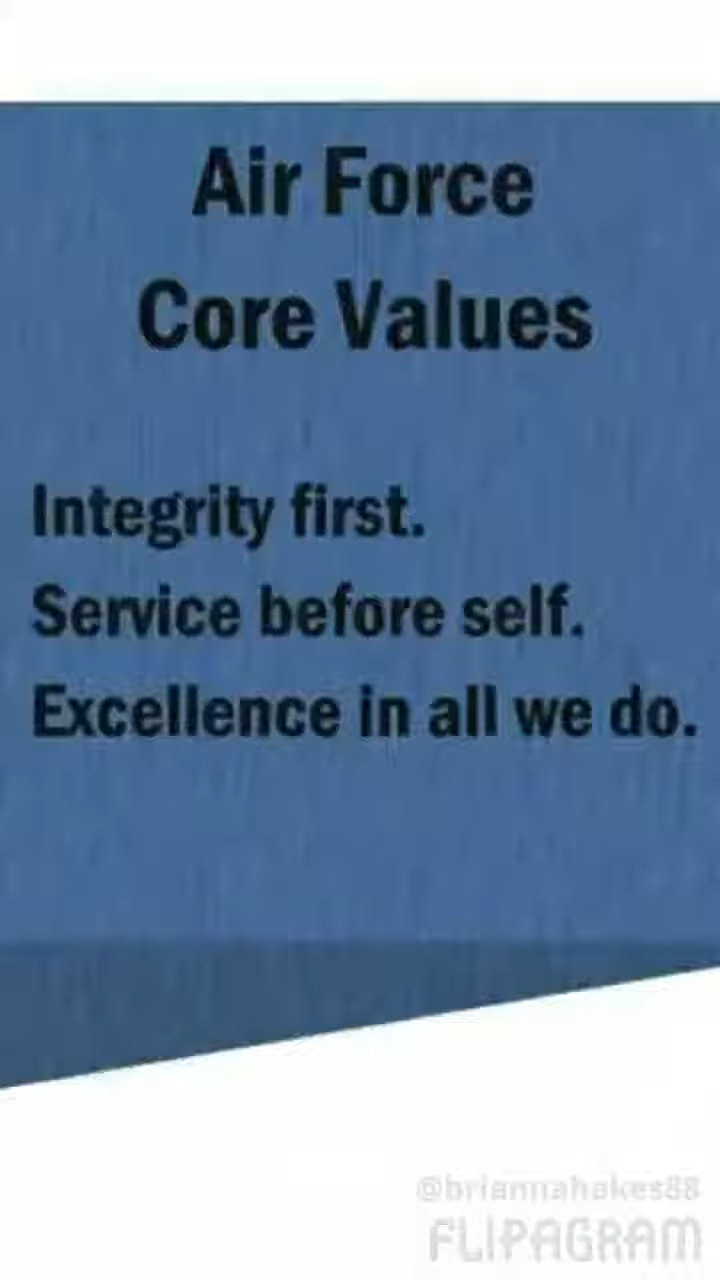 Air Force
Core Values
Integrity first.
Service before self.
Excellence in all we do.
@briannahakes88
FLIPAGRAM